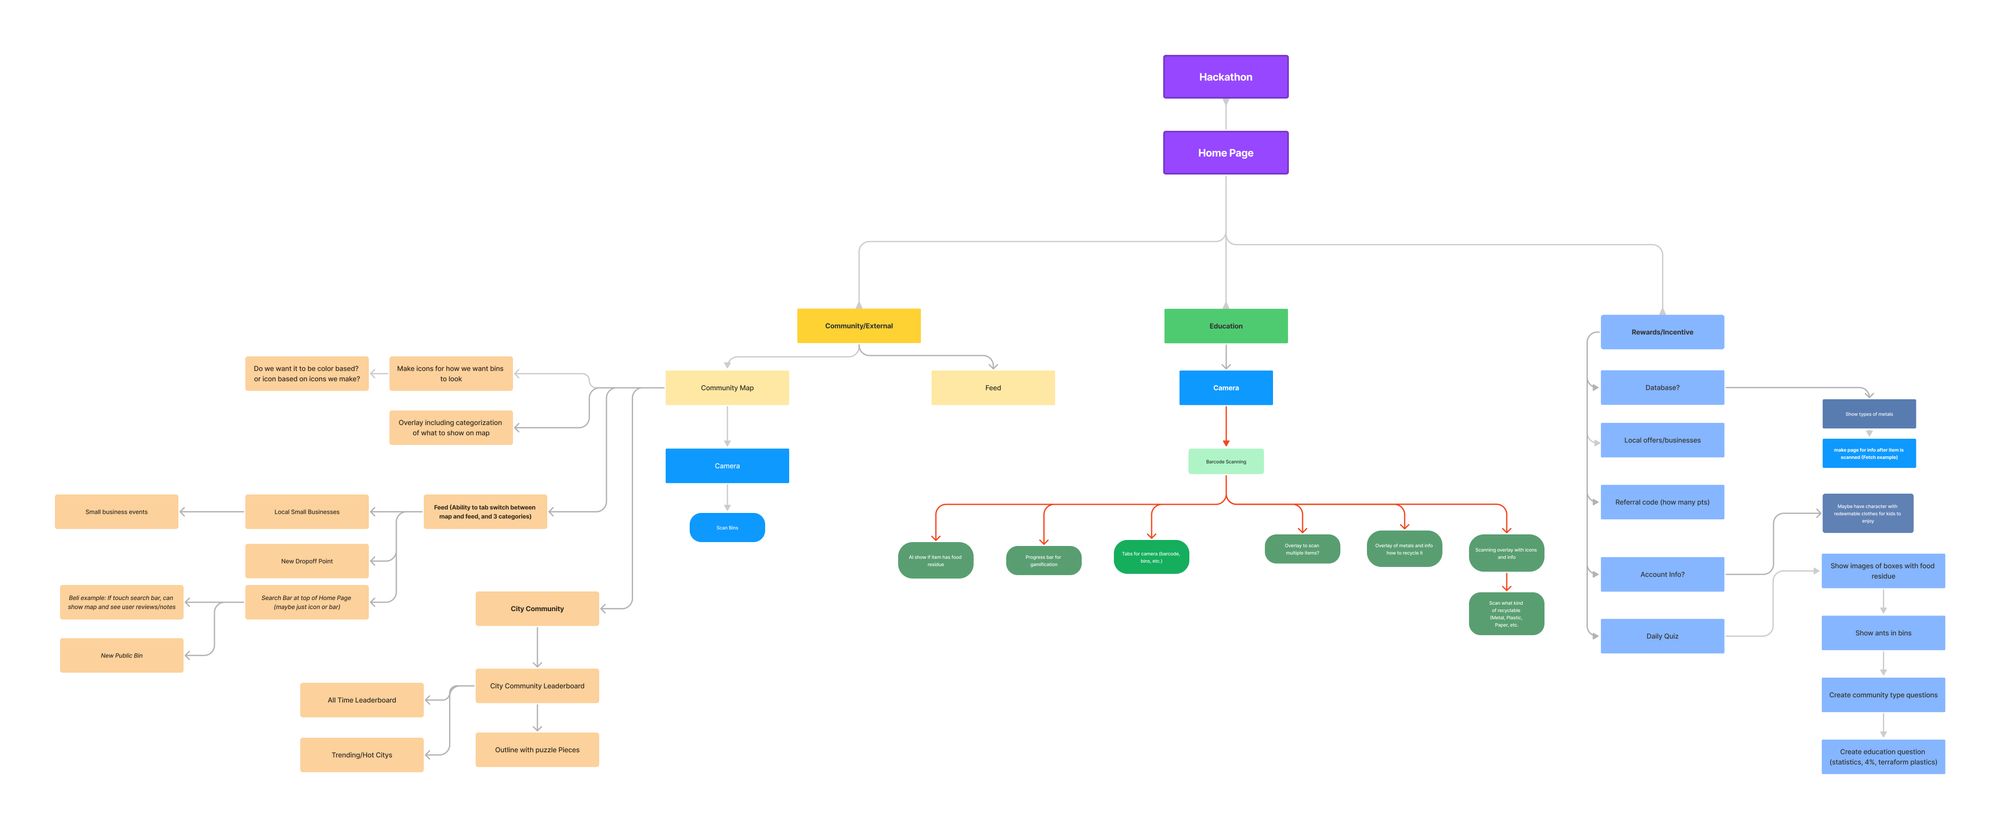 Hackathon
Home Page
Community/External
Education
Rewards/Incentive
Do we want it to be color based?
or icon based on icons we make?
Make icons for how we want bins
to look
Community Map
Feed
Camera
Database?
Show types of metals
Overlay including categorization
of what to show on map
Local offers/businesses
make page for info after item is
scanned (Fetch example)
Camera
Barcode Scanning
Small business events
Local Small Businesses
Feed (Ability to tab switch between
map and feed, and 3 categories)
Scan Bins
Referral code (how many pts)
Maybe have character with
redeemable clothes for kids to
enjoy
New Dropoff Point
AI show if item has food
residue
Progress bar for
gamification
Tabs for camera (barcode,
bins, etc.)
Overlay to scan
multiple items?
Overlay of metals and info
how to recycle it
Scanning overlay with icons
and info
Account Info?
Show images of boxes with food
residue
Beli example: If touch search bar, can
show map and see user reviews/notes
Search Bar at top of Home Page
(maybe just icon or bar)
City Community
Scan what kind
of recyclable
(Metal, Plastic,
Paper, etc.
Daily Quiz
Show ants in bins
New Public Bin
City Community Leaderboard
All Time Leaderboard
Create community type questions
Trending/Hot Citys
Outline with puzzle Pieces
Create education question
(statistics, 4%, terraform plastics)